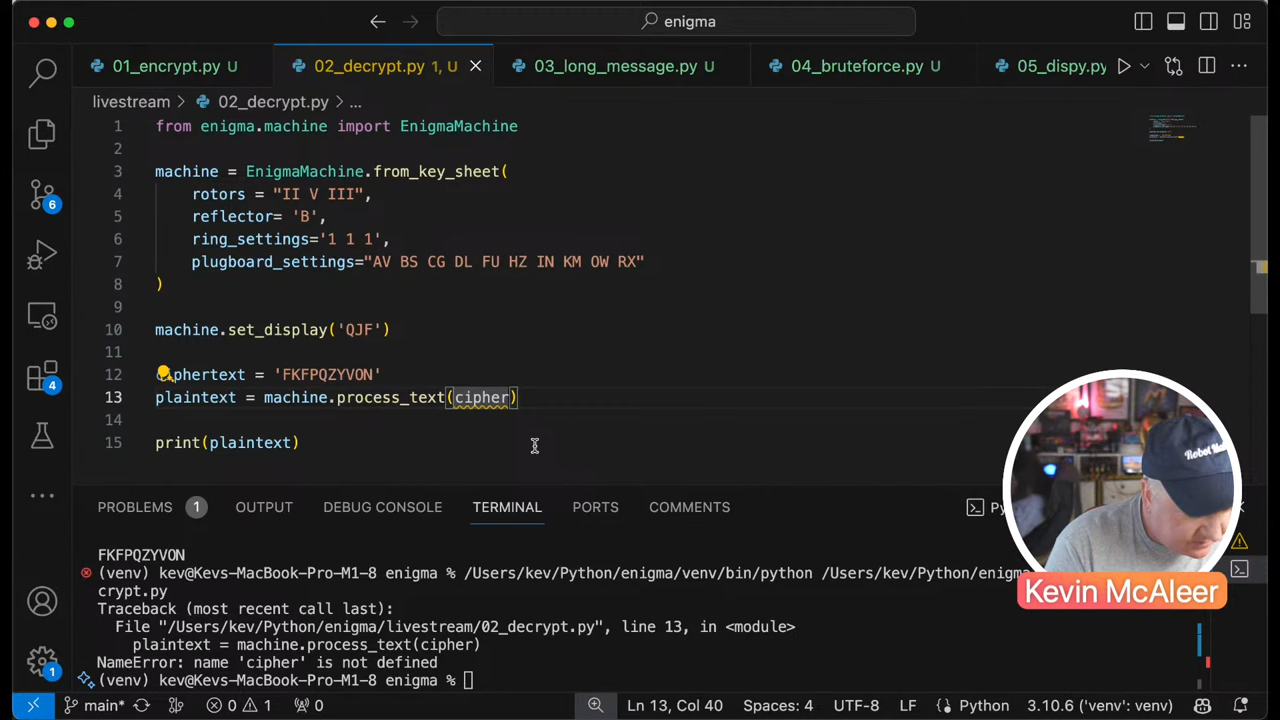 enigma
01_encrypt.py U
02_decrypt.py 1, U
03_long_message.py U
04_bruteforce.py U
05_dispy.py
livestream > 02_decrypt.py > ...
1 from enigma.machine import EnigmaMachine
2
3 machine = EnigmaMachine.from_key_sheet(
4 rotors = "II V III",
5 reflector= 'B',
6 ring_settings='1 1 1',
7 plugboard_settings="AV BS CG DL FU HZ IN KM OW RX"
8 )
9
10 machine.set_display('QJF')
11
12 phertext = 'FKFPQZYVON'
13 plaintext = machine.process_text(cipher)
14
15 print(plaintext)
6
4
1
PROBLEMS 1 OUTPUT DEBUG CONSOLE TERMINAL PORTS COMMENTS
FKFPQZYVON
(venv) kev@Kevs-MacBook-Pro-M1-8 enigma % /Users/kev/Python/enigma/venv/bin/python /Users/kev/Python/enigma
crypt.py
Traceback (most recent call last):
File "/Users/kev/Python/enigma/livestream/02_decrypt.py", line 13, in <module>
plaintext = machine.process_text(cipher)
NameError: name 'cipher' is not defined
(venv) kev@Kevs-MacBook-Pro-M1-8 enigma %
Kevin McAleer
main* 0 1 0 Ln 13, Col 40 Spaces: 4 UTF-8 LF Python 3.10.6 ('venv': venv)